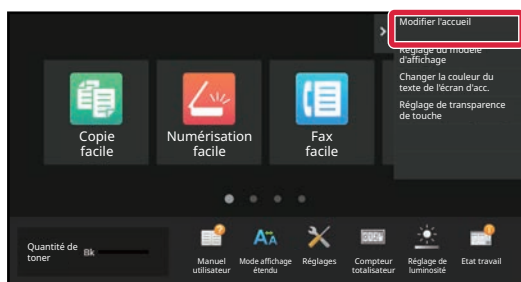 Modifier l'accueil
Réglage du modèle
d'affichage
Changer la couleur du
texte de l'écran d'acc.
Réglage de transparence
de touche
Copie
facile
Numérisation
facile
Fax
facile
Quantité de
toner
Bk
Manuel
utilisateur
Mode affichage
étendu
Réglages
Compteur
totalisateur
Réglage de
luminosité
Etat travail